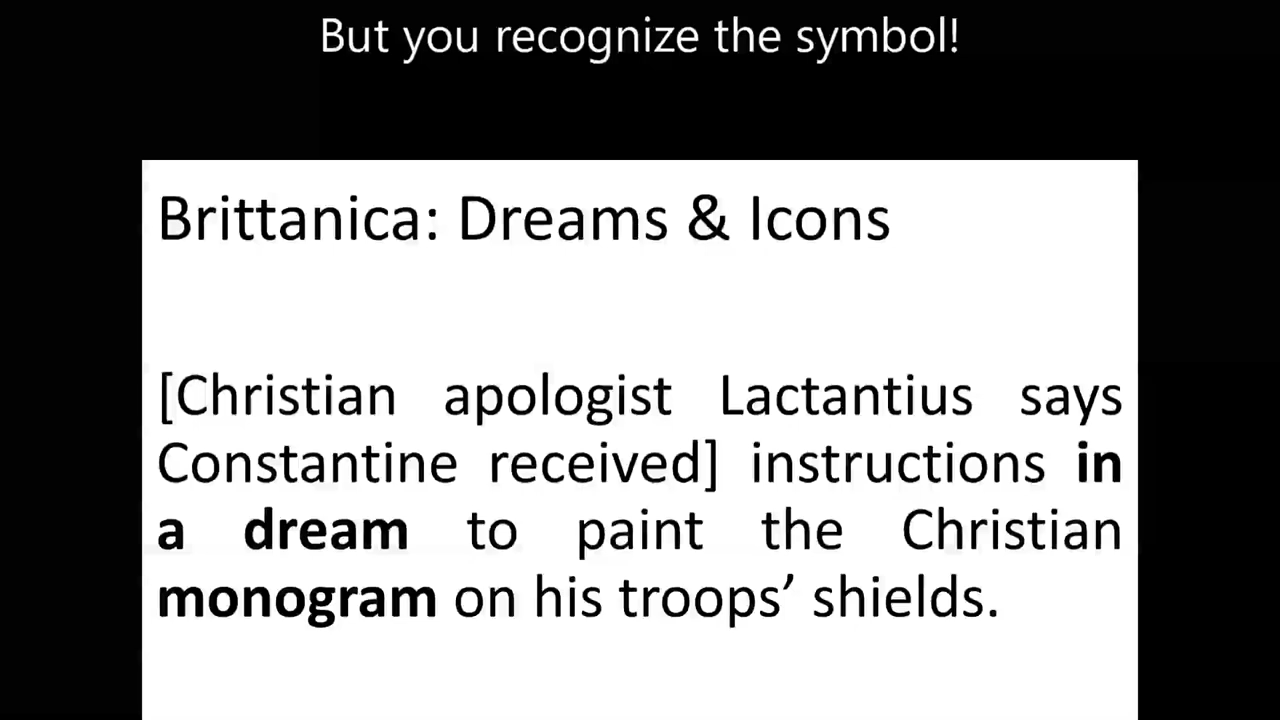 But you recognize the symbol!
Brittanica: Dreams & Icons
[Christian apologist Lactantius says
Constantine received] instructions in
a dream to paint the Christian
monogram on his troops’ shields.